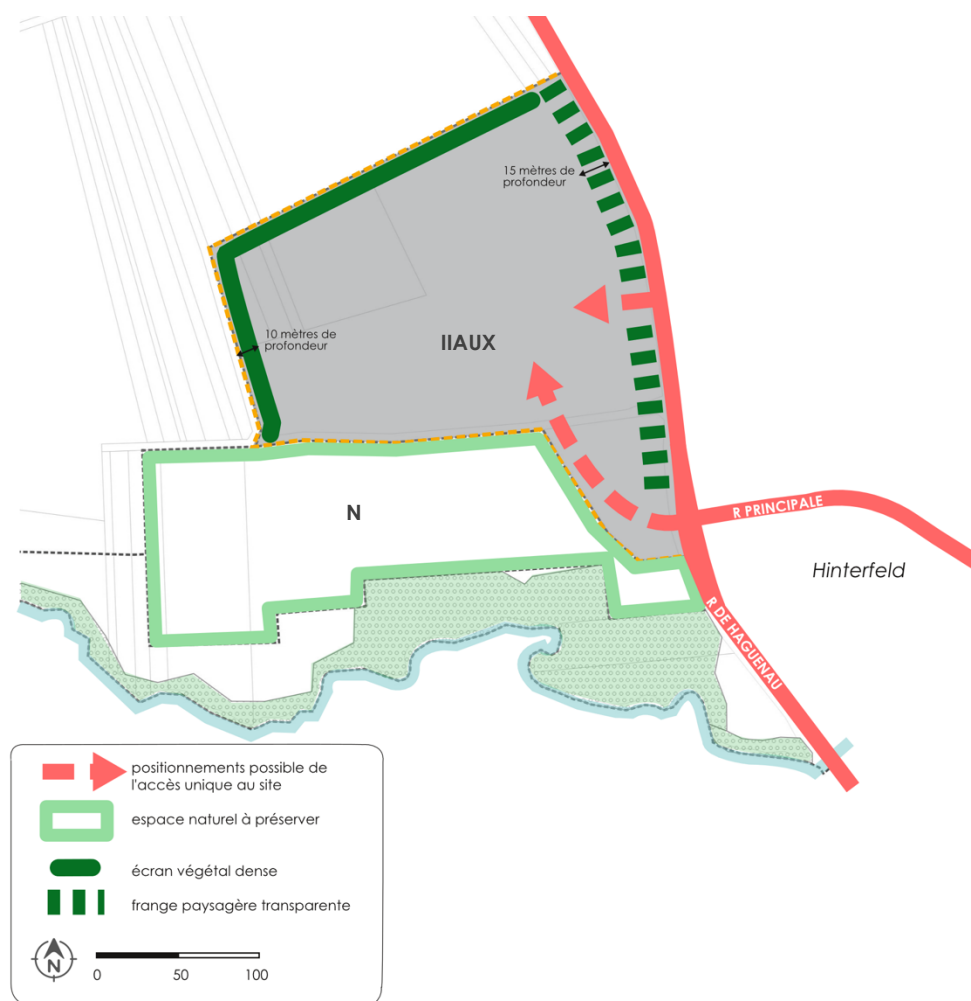 15 mètres de
profondeur
10 mètres de
profondeur
IIAUX
N
R PRINCIPALE
Hinterfeld
R DE HAGUENAU
positionnements possible de
l'accès unique au site
espace naturel à préserver
écran végétal dense
frange paysagère transparente
N
0 50 100